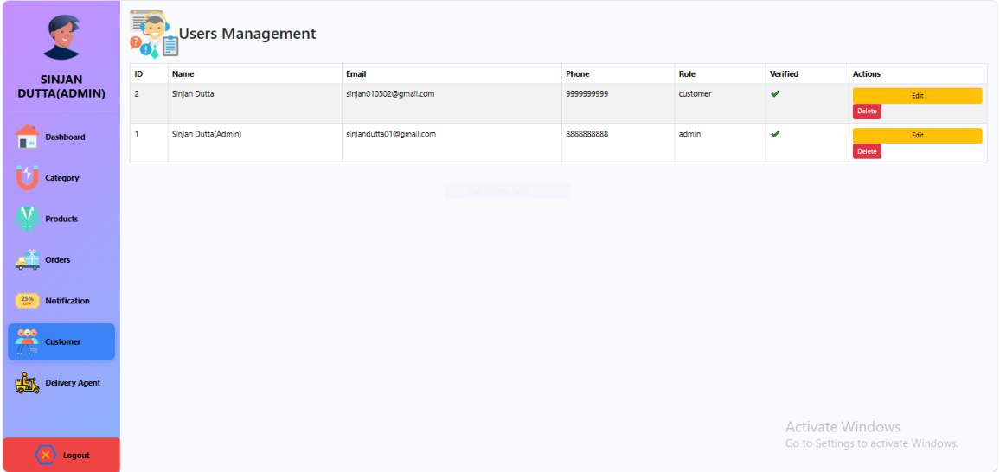 Users Management
SINJAN
DUTTA(ADMIN)
Dashboard
Category
Products
Orders
25%
OFF
Notification
Customer
Delivery Agent
Logout
ID Name Email Phone Role Verified Actions
2 Sinjan Dutta sinjan010302@gmail.com 9999999999 customer Edit
Delete
1 Sinjan Dutta(Admin) sinjandutta01@gmail.com 8888888888 admin Edit
Delete
Activate Windows
Go to Settings to activate Windows.